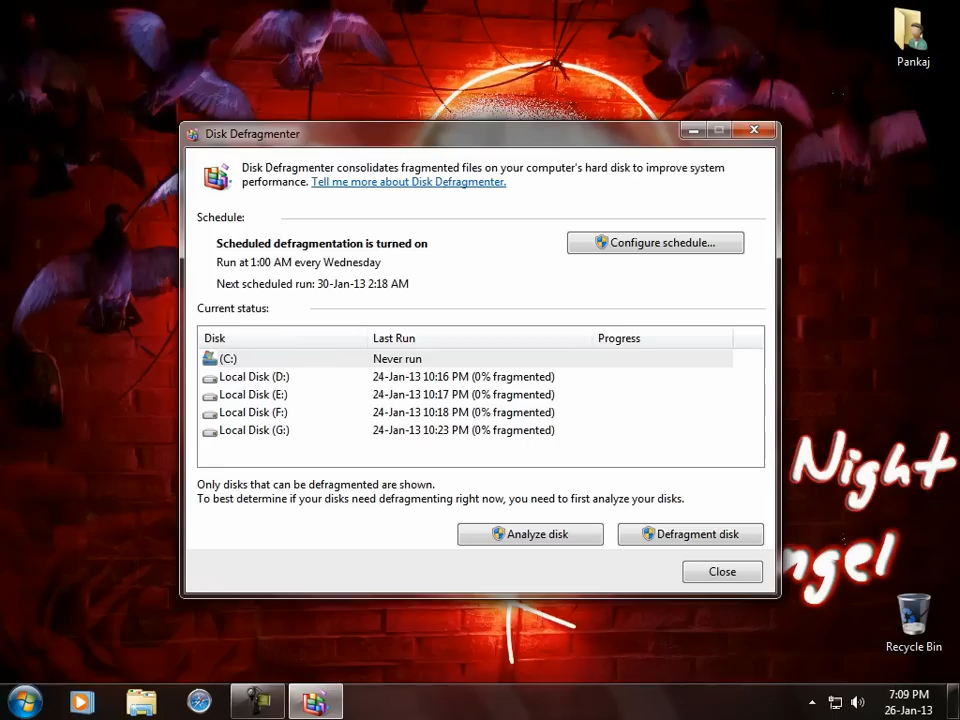 Pankaj
Disk Defragmenter
Disk Defragmenter consolidates fragmented files on your computer's hard disk to improve system
performance. Tell me more about Disk Defragmenter.
Schedule:
Scheduled defragmentation is turned on
Configure schedule...
Run at 1:00 AM every Wednesday
Next scheduled run: 30-Jan-13 2:18 AM
Current status:
Disk Last Run Progress
(C:) Never run
Local Disk (D:) 24-Jan-13 10:16 PM (0% fragmented)
Local Disk (E:) 24-Jan-13 10:17 PM (0% fragmented)
Local Disk (F:) 24-Jan-13 10:18 PM (0% fragmented)
Local Disk (G:) 24-Jan-13 10:23 PM (0% fragmented)
Only disks that can be defragmented are shown.
To best determine if your disks need defragmenting right now, you need to first analyze your disks.
Analyze disk Defragment disk
Close
Night
ngel
Recycle Bin
7:09 PM
26-Jan-13